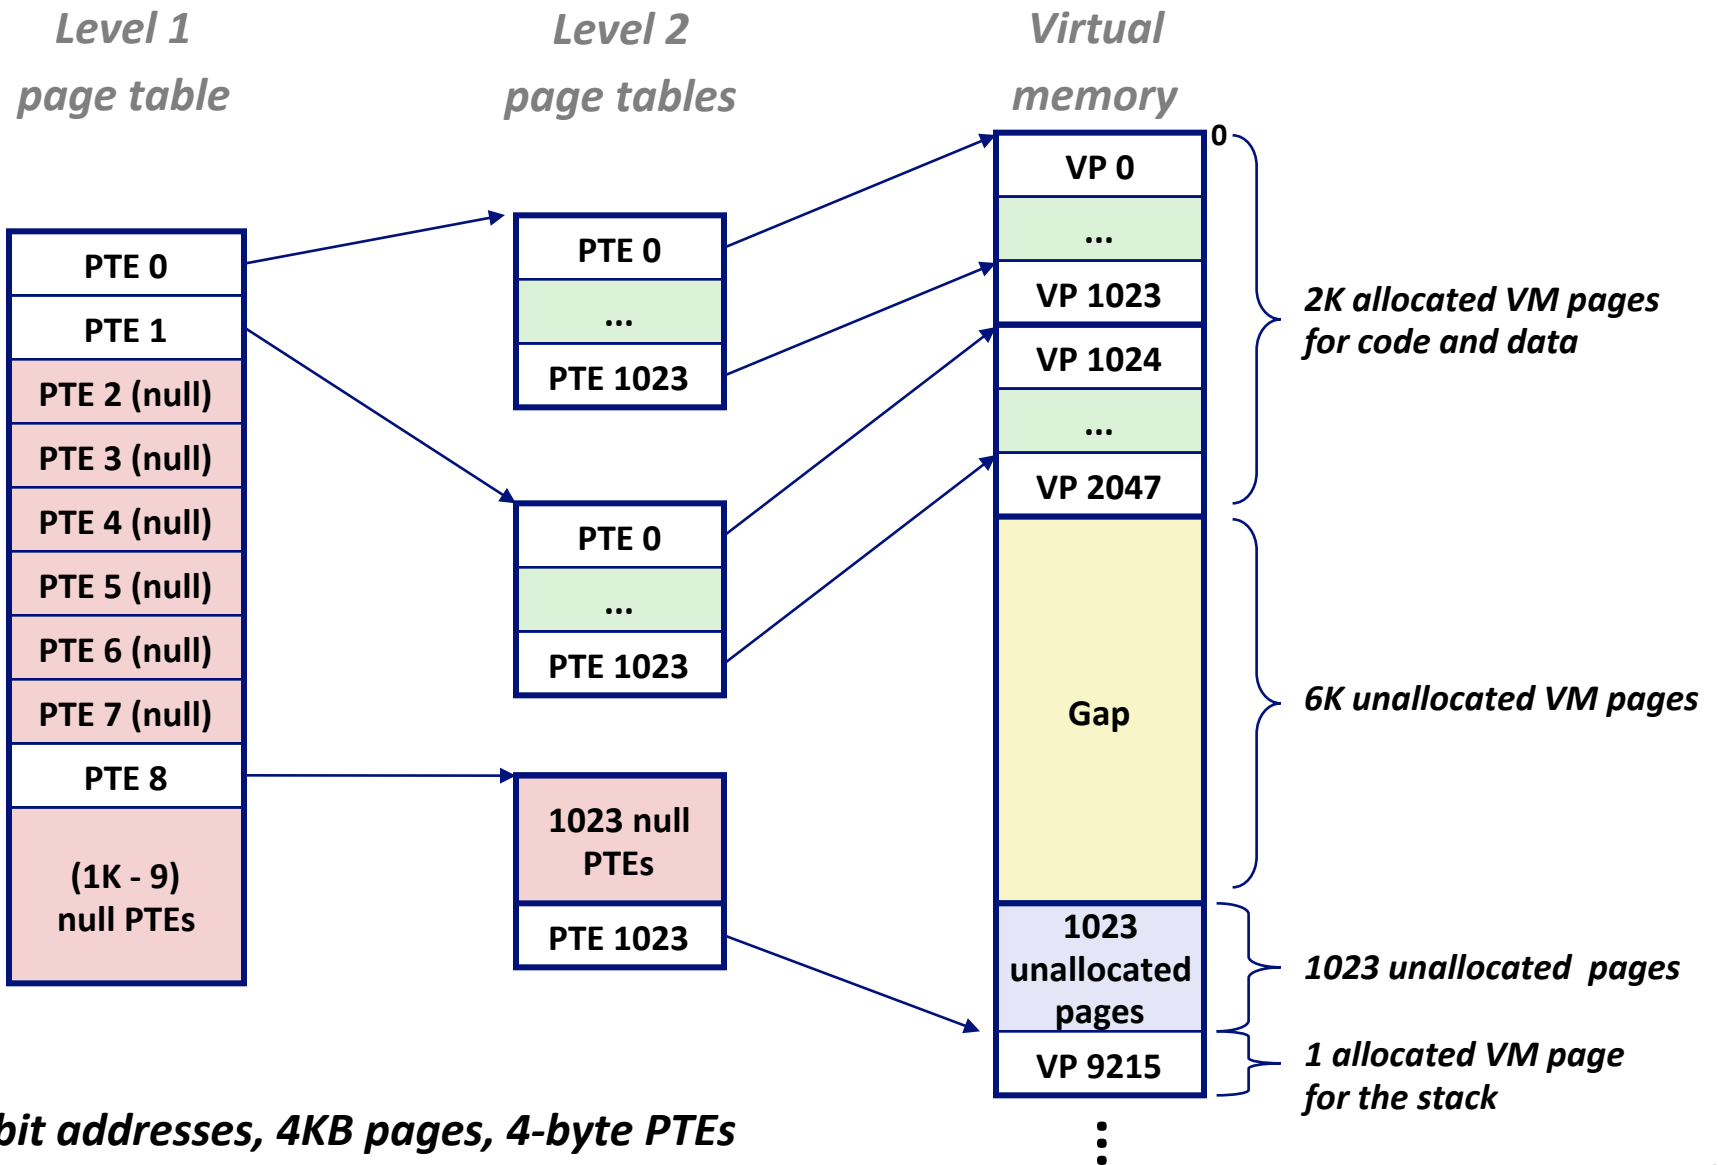 Level 1
page table
Level 2
page tables
Virtual
memory
PTE 0
PTE 1
PTE 2 (null)
PTE 3 (null)
PTE 4 (null)
PTE 5 (null)
PTE 6 (null)
PTE 7 (null)
PTE 8
(1K - 9)
null PTEs
PTE 0
...
PTE 1023
PTE 0
...
PTE 1023
1023 null
PTEs
PTE 1023
0
VP 0
...
VP 1023
VP 1024
...
VP 2047
Gap
1023
unallocated
pages
VP 9215
2K allocated VM pages
for code and data
6K unallocated VM pages
1023 unallocated pages
1 allocated VM page
for the stack
bit addresses, 4KB pages, 4-byte PTEs